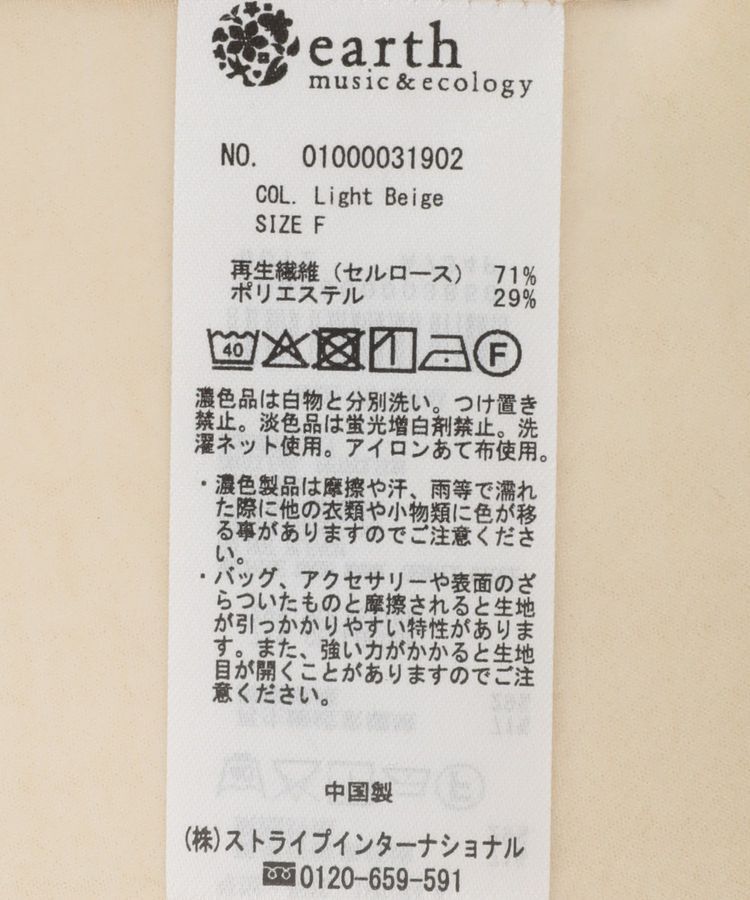 earth
music&ecology
NO. 01000031902
COL. Light Beige
SIZE F
再生繊維（セルロース） 71%
ポリエステル 29%
40 F
濃色品は白物と分別洗い。つけ置き
禁止。淡色品は蛍光増白剤禁止。洗
濯ネット使用。アイロンあて布使用。
・濃色製品は摩擦や汗、雨等で濡れ
た際に他の衣類や小物類に色が移
る事がありますのでご注意くださ
い。
・バッグ、アクセサリーや表面のざ
らついたものと摩擦されると生地
が引っかかりやすい特性がありま
す。また、強い力がかかると生地
目が開くことがありますのでご注
意ください。
中国製
(株)ストライプインターナショナル
0120-659-591